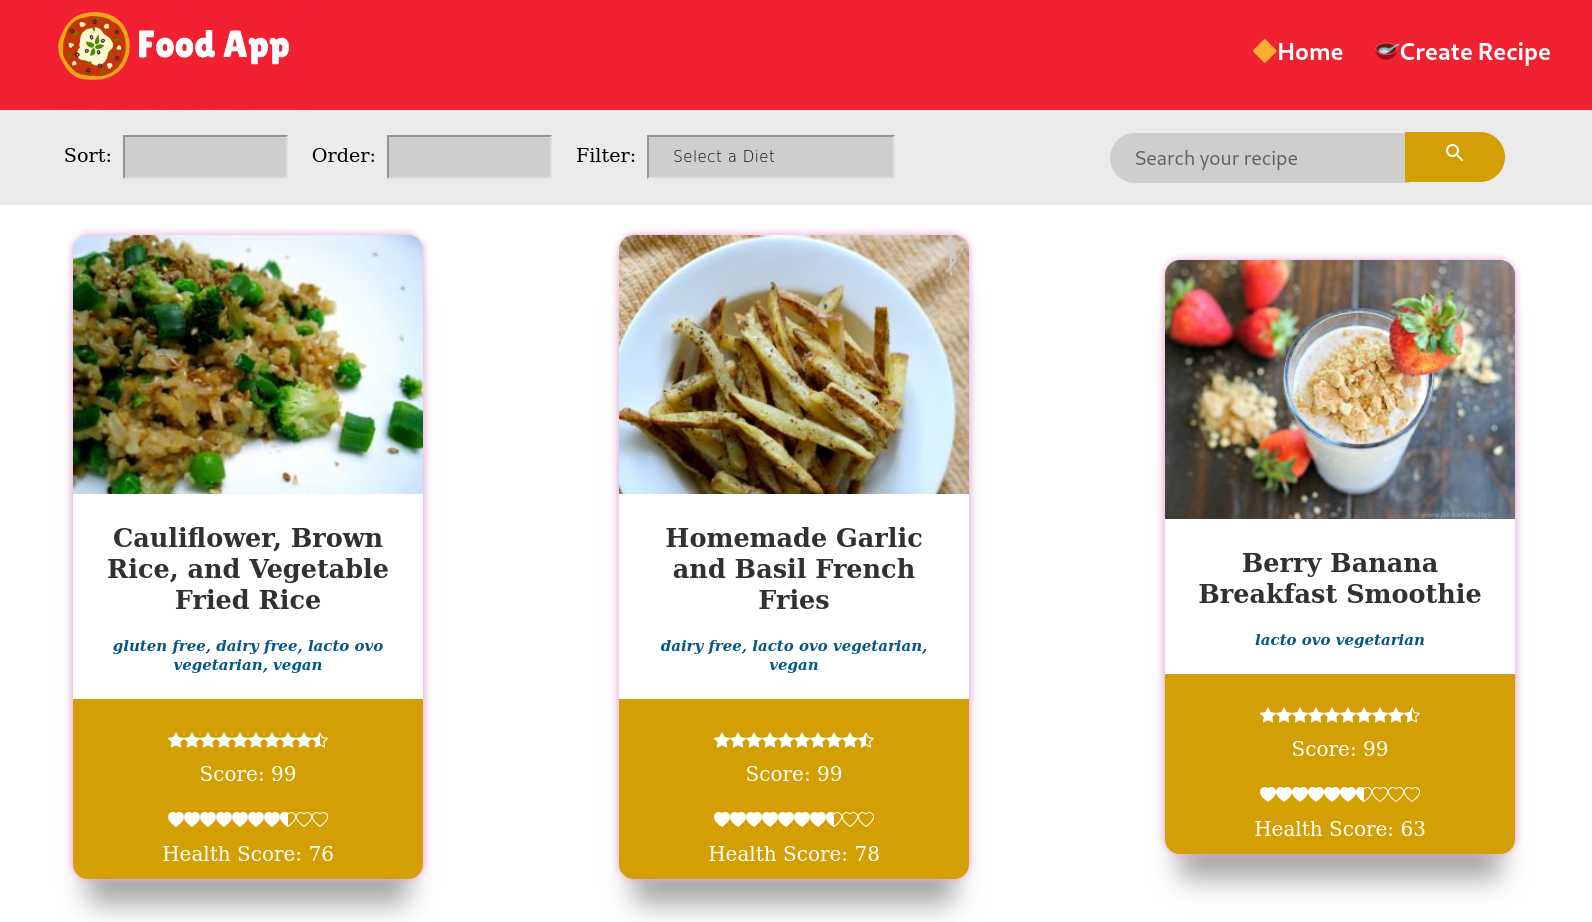 Food App
Home
Create Recipe
Sort:
Order:
Filter:
Select a Diet
Search your recipe
Cauliflower, Brown
Rice, and Vegetable
Fried Rice
gluten free, dairy free, lacto ovo
vegetarian, vegan
Score: 99
Health Score: 76
Homemade Garlic
and Basil French
Fries
dairy free, lacto ovo vegetarian,
vegan
Score: 99
Health Score: 78
Berry Banana
Breakfast Smoothie
lacto ovo vegetarian
Score: 99
Health Score: 63